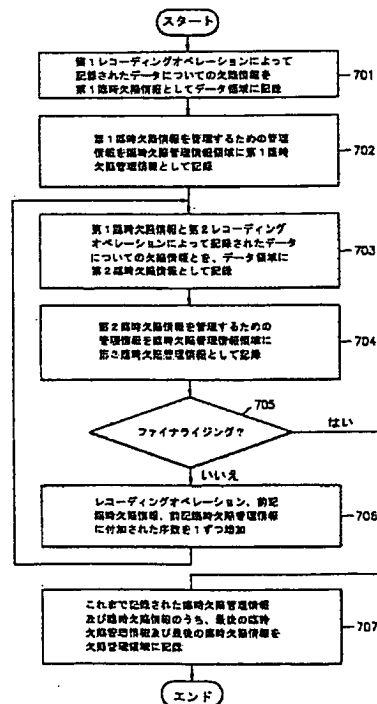 スタート
第1レコーディングオペレーションによって
記録されたデータについての欠陥情報を
第1臨時欠陥情報としてデータ領域に記録
701
第1臨時欠陥情報を管理するための管理
情報を臨時欠陥管理情報領域に第1臨時
欠陥管理情報として記録
702
第1臨時欠陥情報と第2レコーディング
オペレーションによって記録されたデータ
についての欠陥情報とを、データ領域に
第2臨時欠陥情報として記録
703
第2臨時欠陥情報を管理するための
管理情報を臨時欠陥管理情報領域に
臨時欠陥管理情報として記録
704
705
ファイナライジング?
はい
いいえ
レコーディングオペレーション、前記
臨時欠陥情報、前記臨時欠陥管理情報
に付加された序数を1ずつ増加
706
これまで記録された臨時欠陥管理情報
及び臨時欠陥情報のうち、最後の臨時
欠陥管理情報及び最後の臨時欠陥情報を
欠陥管理領域に記録
707
エンド